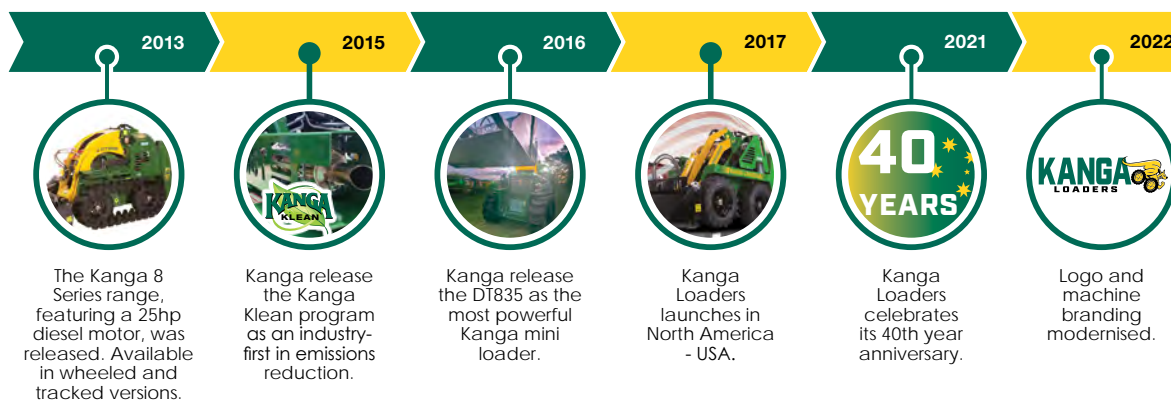 2013
2015
2016
2017
2021
2022
KANGA
KLEAN
40
YEARS
KANGA
LOADERS
The Kanga 8
Series range,
featuring a 25hp
diesel motor, was
released. Available
in wheeled and
tracked versions.
Kanga release
the Kanga
Klean program
as an industry-
first in emissions
reduction.
Kanga release
the DT835 as the
most powerful
Kanga mini
loader.
Kanga
Loaders
launches in
North America
- USA.
Kanga
Loaders
celebrates
its 40th year
anniversary.
Logo and
machine
branding
modernised.